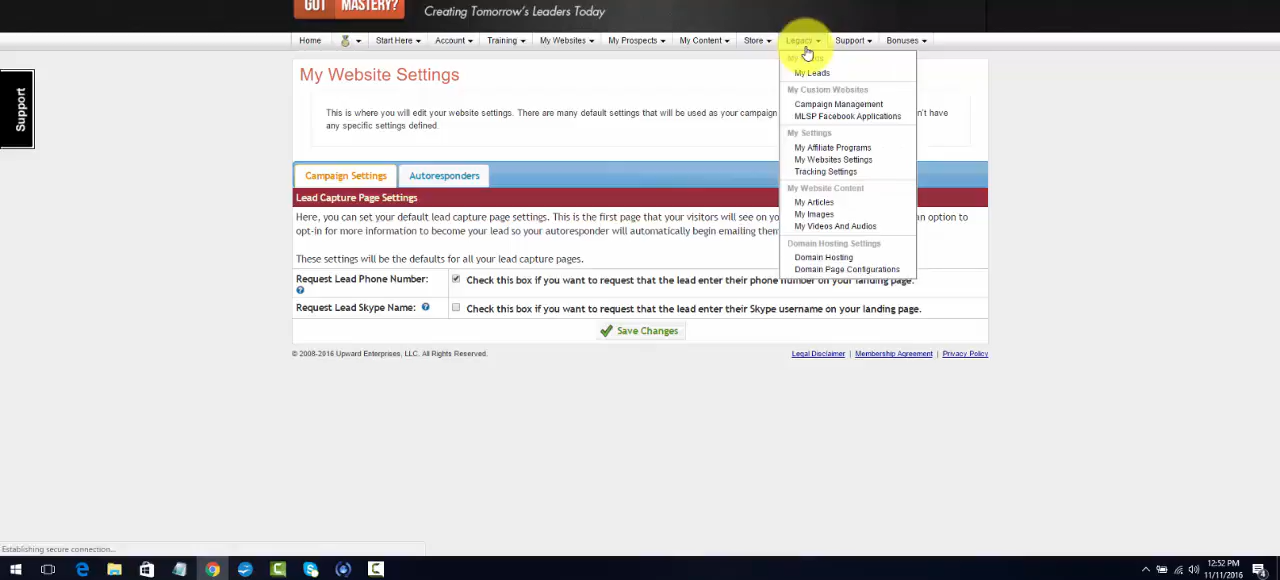 GOT MASTERY?
Creating Tomorrow's Leaders Today
Home Start Here Account Training My Websites My Prospects My Content Store Legacy Support Bonuses
Support
My Website Settings
This is where you will edit your website settings. There are many default settings that will be used as your campaign
n't have
any specific settings defined.
My Leads
My Custom Websites
Campaign Management
MLSP Facebook Applications
My Settings
My Affiliate Programs
My Websites Settings
Tracking Settings
My Website Content
My Articles
My Images
My Videos And Audios
Domain Hosting Settings
Domain Hosting
Domain Page Configurations
Campaign Settings Autoresponders
Lead Capture Page Settings
Here, you can set your default lead capture page settings. This is the first page that your visitors will see on yo
an option to
opt-in for more information to become your lead so your autoresponder will automatically begin emailing the
These settings will be the defaults for all your lead capture pages.
Request Lead Phone Number: Check this box if you want to request that the lead enter their phone number on your landing page.
Request Lead Skype Name: Check this box if you want to request that the lead enter their Skype username on your landing page.
Save Changes
© 2008-2016 Upward Enterprises, LLC. All Rights Reserved.
Legal Disclaimer | Membership Agreement | Privacy Policy
Establishing secure connection...
12:52 PM
11/11/2016